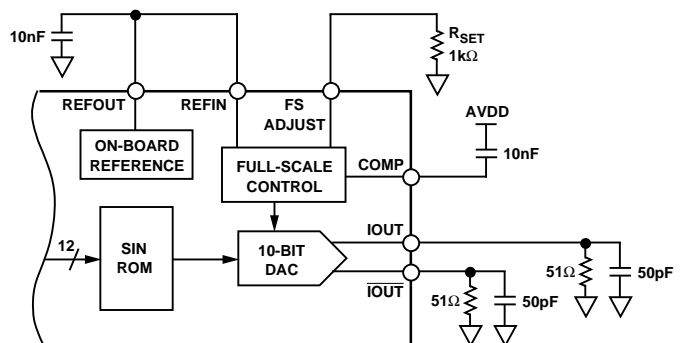 10nF
R_SET
1kΩ
REFOUT
REFIN
FS
ADJUST
AVDD
10nF
ON-BOARD
REFERENCE
FULL-SCALE
CONTROL
COMP
12
SIN
ROM
10-BIT
DAC
IOUT
51Ω
50pF
I̅O̅U̅T̅
51Ω
50pF